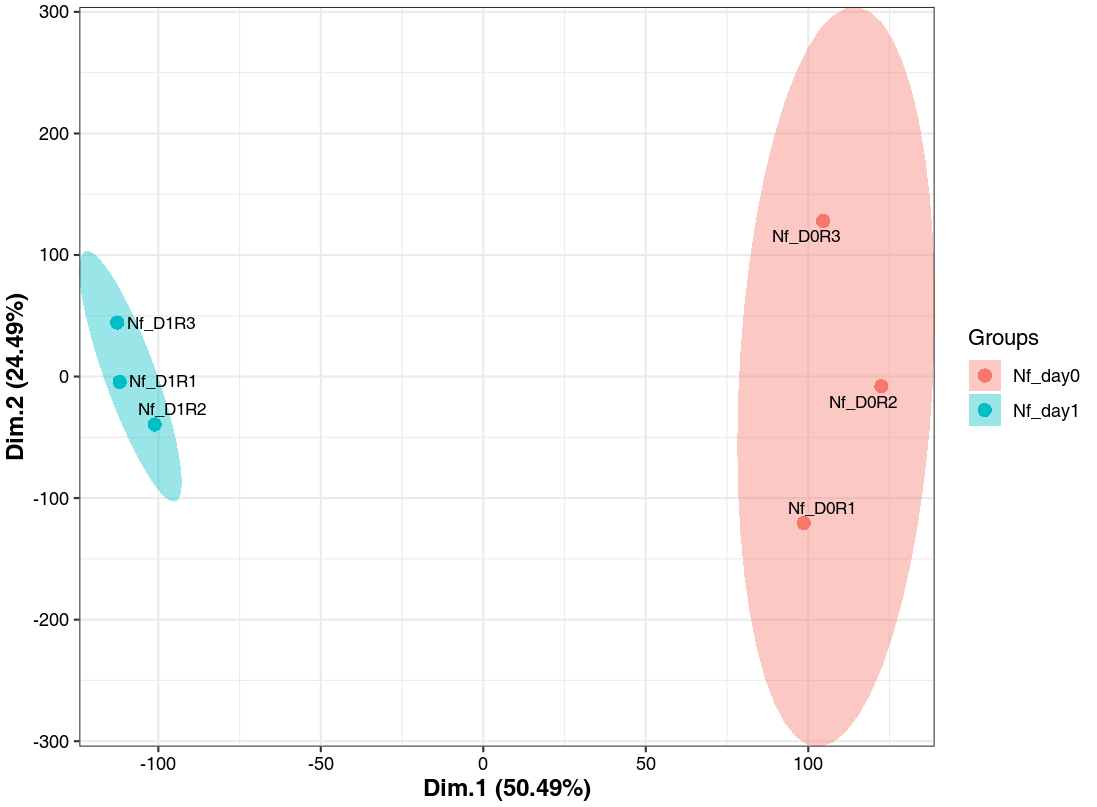 300
200
100
0
-100
-200
-300
Dim.2 (24.49%)
Nf_D0R3
Nf_D1R3
Nf_D1R1
Nf_D1R2
Nf_D0R2
Nf_D0R1
-100
-50
0
50
100
Dim.1 (50.49%)
Groups
Nf_day0
Nf_day1